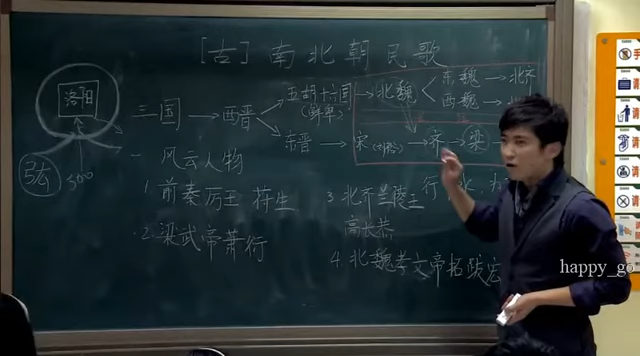 [古] 南北朝民歌
洛阳
弘
500
三国 → 西晋
五胡十六国 → 北魏
(鲜卑)
东魏 → 北齐
西魏 →
东晋 → 宋 → 齐 → 梁
一 风云人物
1. 前秦厉王 苻生
2. 梁武帝萧衍
3. 北齐兰陵王
高长恭
4. 北魏孝文帝拓跋宏
happy_go